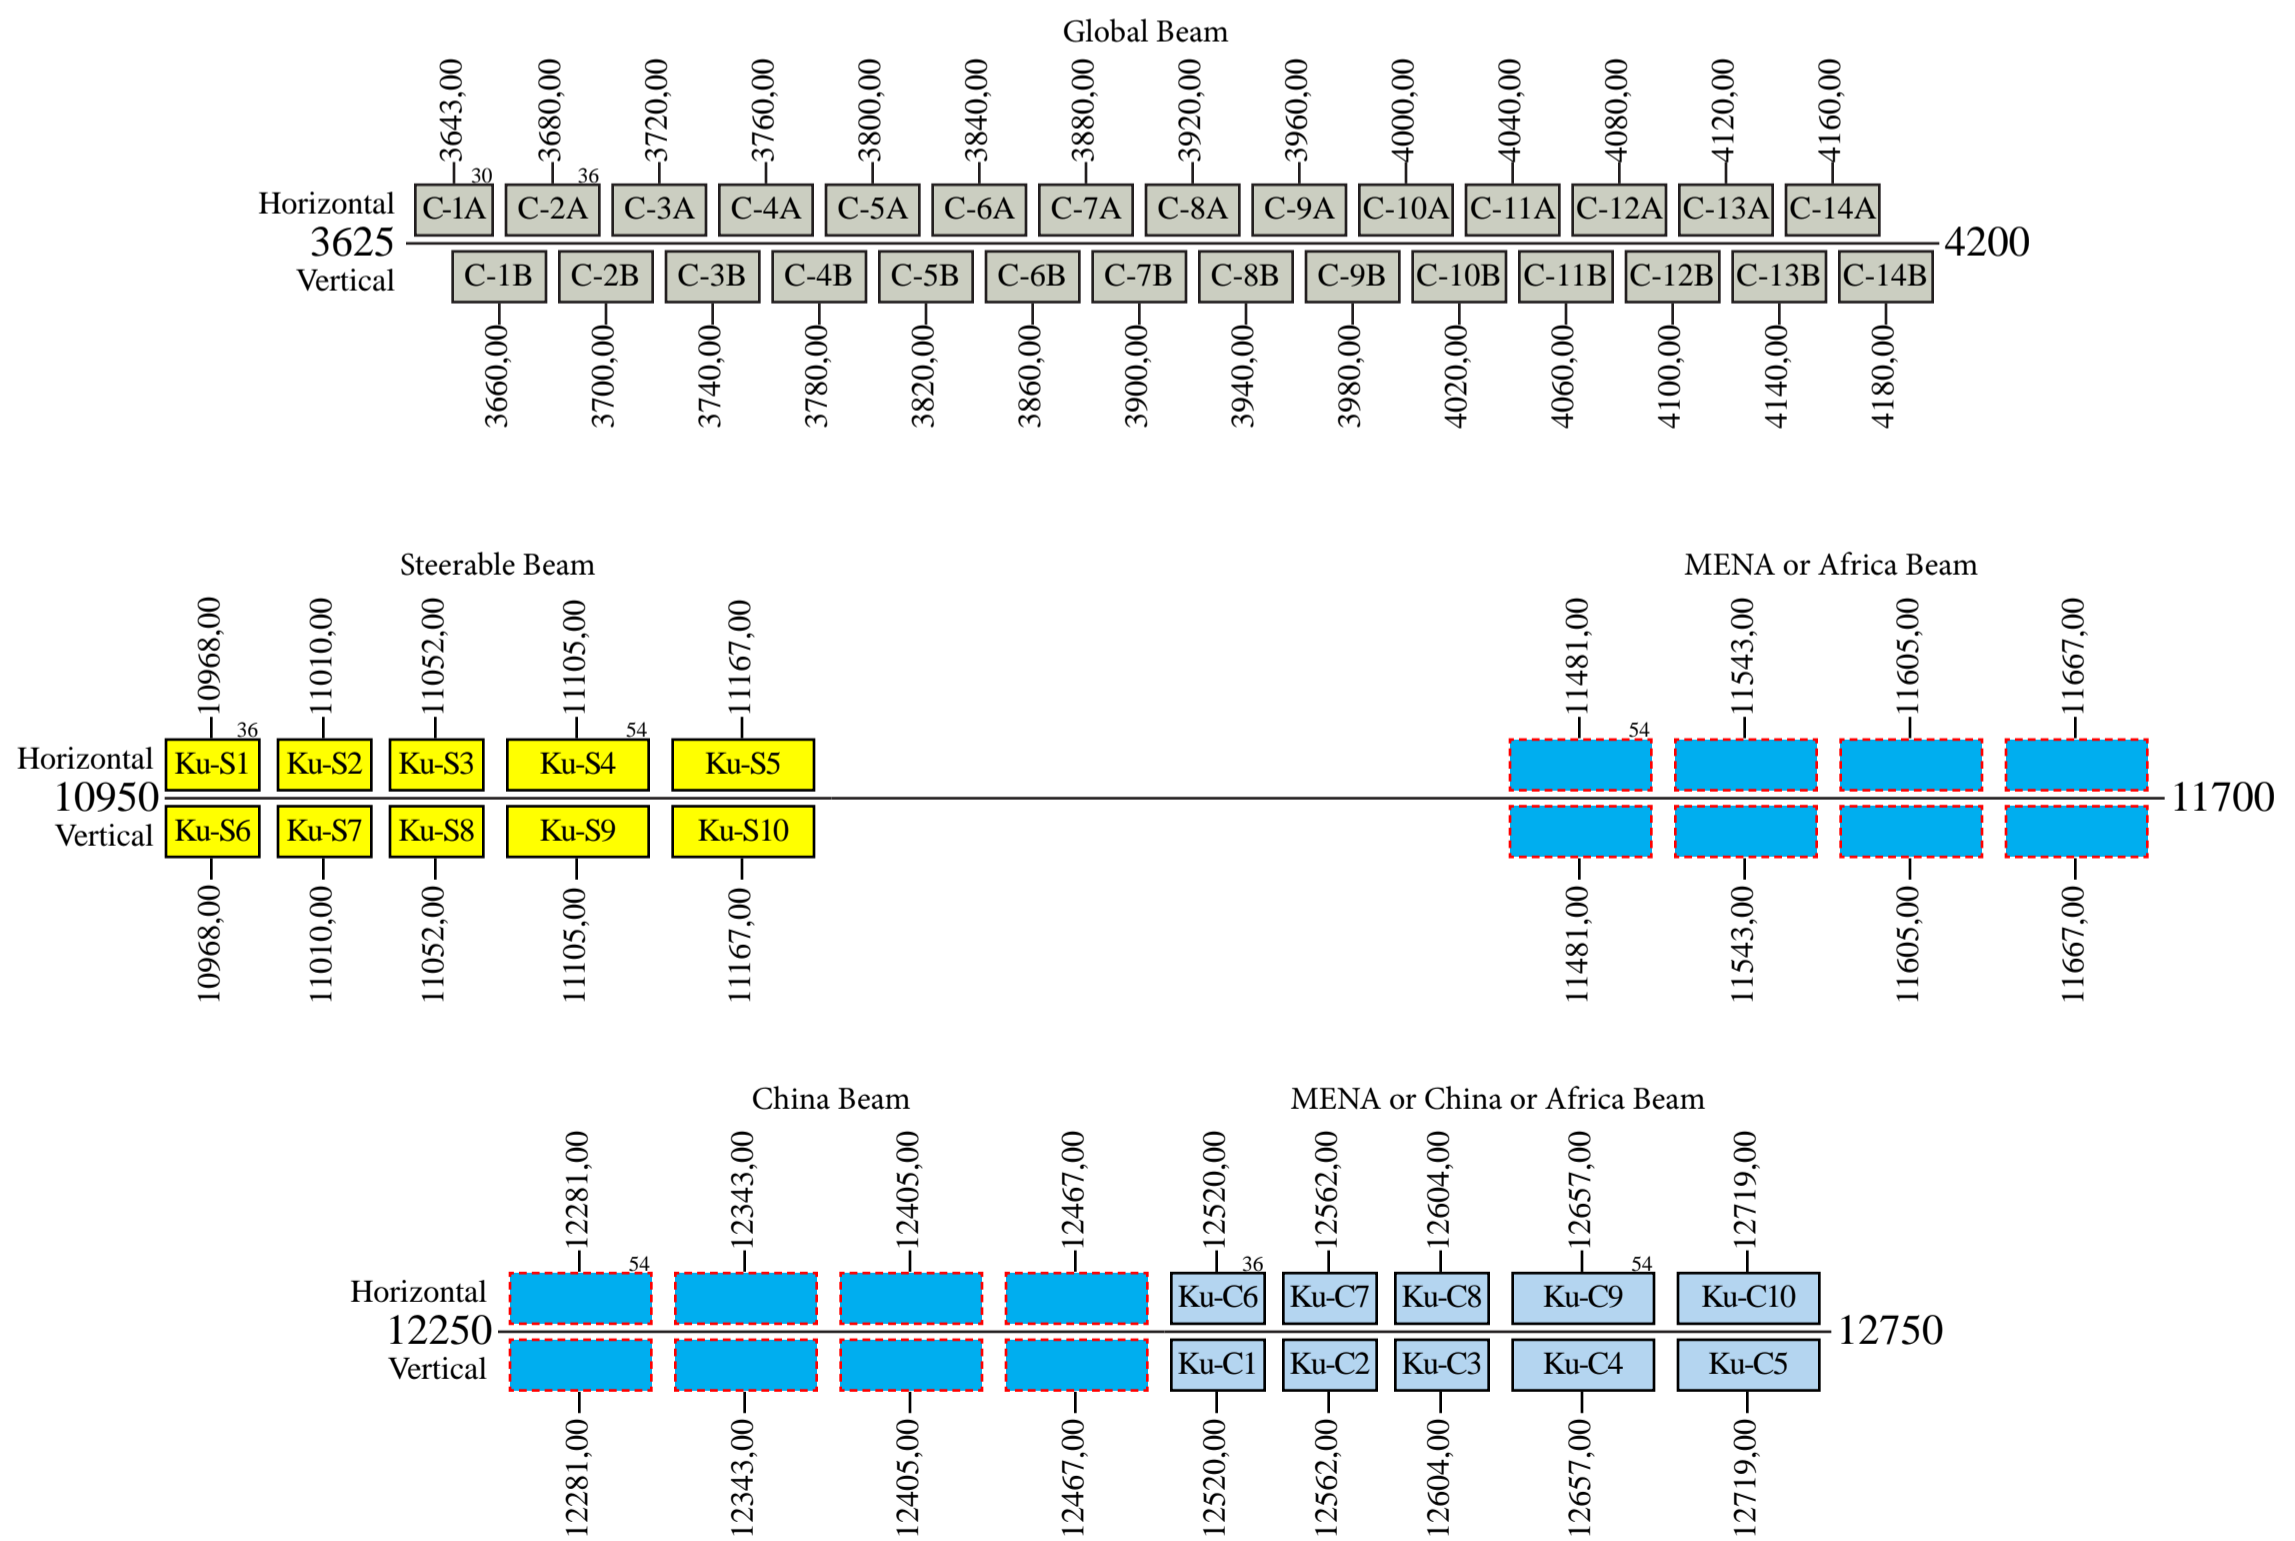 Global Beam
3643,00 3680,00 3720,00 3760,00 3800,00 3840,00 3880,00 3920,00 3960,00 4000,00 4040,00 4080,00 4120,00 4160,00
30 36
Horizontal C-1A C-2A C-3A C-4A C-5A C-6A C-7A C-8A C-9A C-10A C-11A C-12A C-13A C-14A
3625 4200
Vertical C-1B C-2B C-3B C-4B C-5B C-6B C-7B C-8B C-9B C-10B C-11B C-12B C-13B C-14B
3660,00 3700,00 3740,00 3780,00 3820,00 3860,00 3900,00 3940,00 3980,00 4020,00 4060,00 4100,00 4140,00 4180,00
Steerable Beam MENA or Africa Beam
10968,00 11010,00 11052,00 11105,00 11167,00 11481,00 11543,00 11605,00 11667,00
36 54 54
Horizontal Ku-S1 Ku-S2 Ku-S3 Ku-S4 Ku-S5
10950 11700
Vertical Ku-S6 Ku-S7 Ku-S8 Ku-S9 Ku-S10
10968,00 11010,00 11052,00 11105,00 11167,00 11481,00 11543,00 11605,00 11667,00
China Beam MENA or China or Africa Beam
12281,00 12343,00 12405,00 12467,00 12520,00 12562,00 12604,00 12657,00 12719,00
54 36 54
Horizontal Ku-C6 Ku-C7 Ku-C8 Ku-C9 Ku-C10
12250 12750
Vertical Ku-C1 Ku-C2 Ku-C3 Ku-C4 Ku-C5
12281,00 12343,00 12405,00 12467,00 12520,00 12562,00 12604,00 12657,00 12719,00